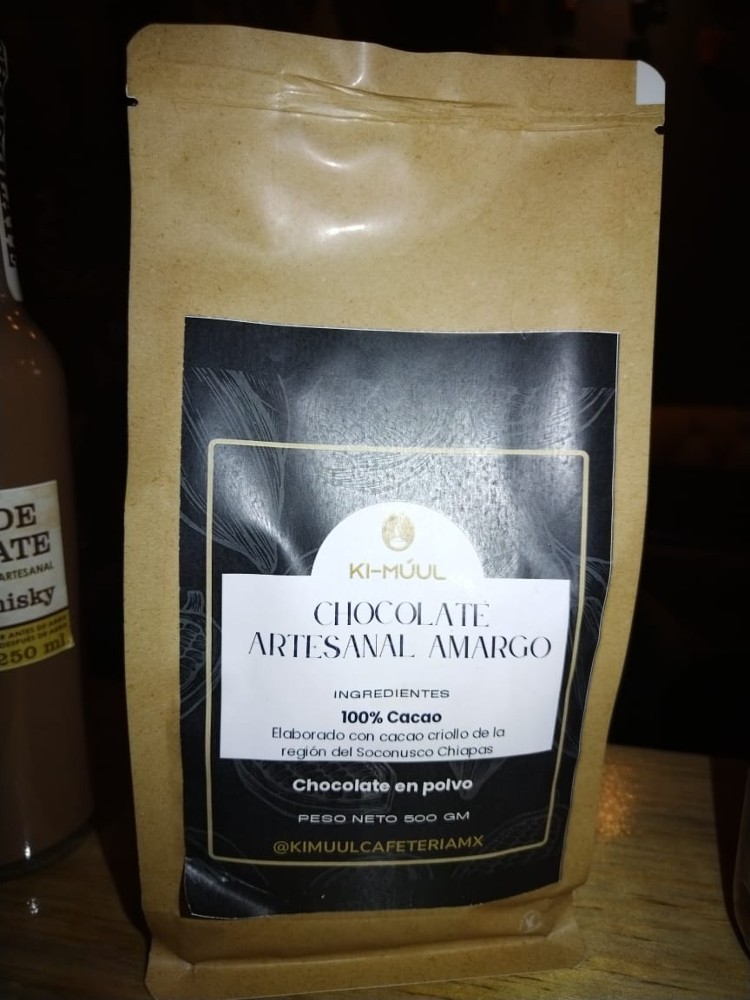 KI-MÚUL
CHOCOLATE
ARTESANAL AMARGO
INGREDIENTES
100% Cacao
Elaborado con cacao criollo de la
región del Soconusco Chiapas
Chocolate en polvo
PESO NETO 500 GM
@KIMUULCAFETERIAMX
DE
ATE
ARTESANAL
hisky
250 ml